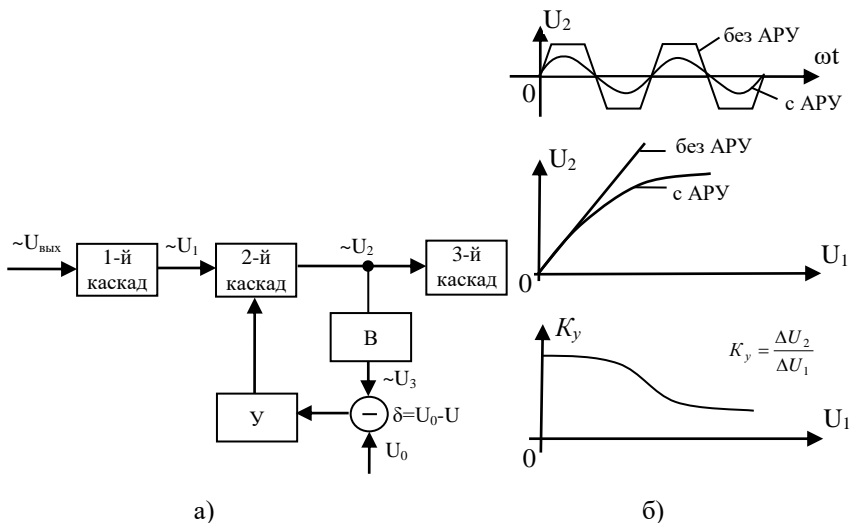 U2
без АРУ
ωt
0
с АРУ
U2
без АРУ
с АРУ
0
U1
~Uвых
1-й каскад
~U1
2-й каскад
~U2
3-й каскад
В
~U3
У
−
δ=U0-U
U0
Kу
Kу = ΔU2 / ΔU1
0
U1
а)
б)